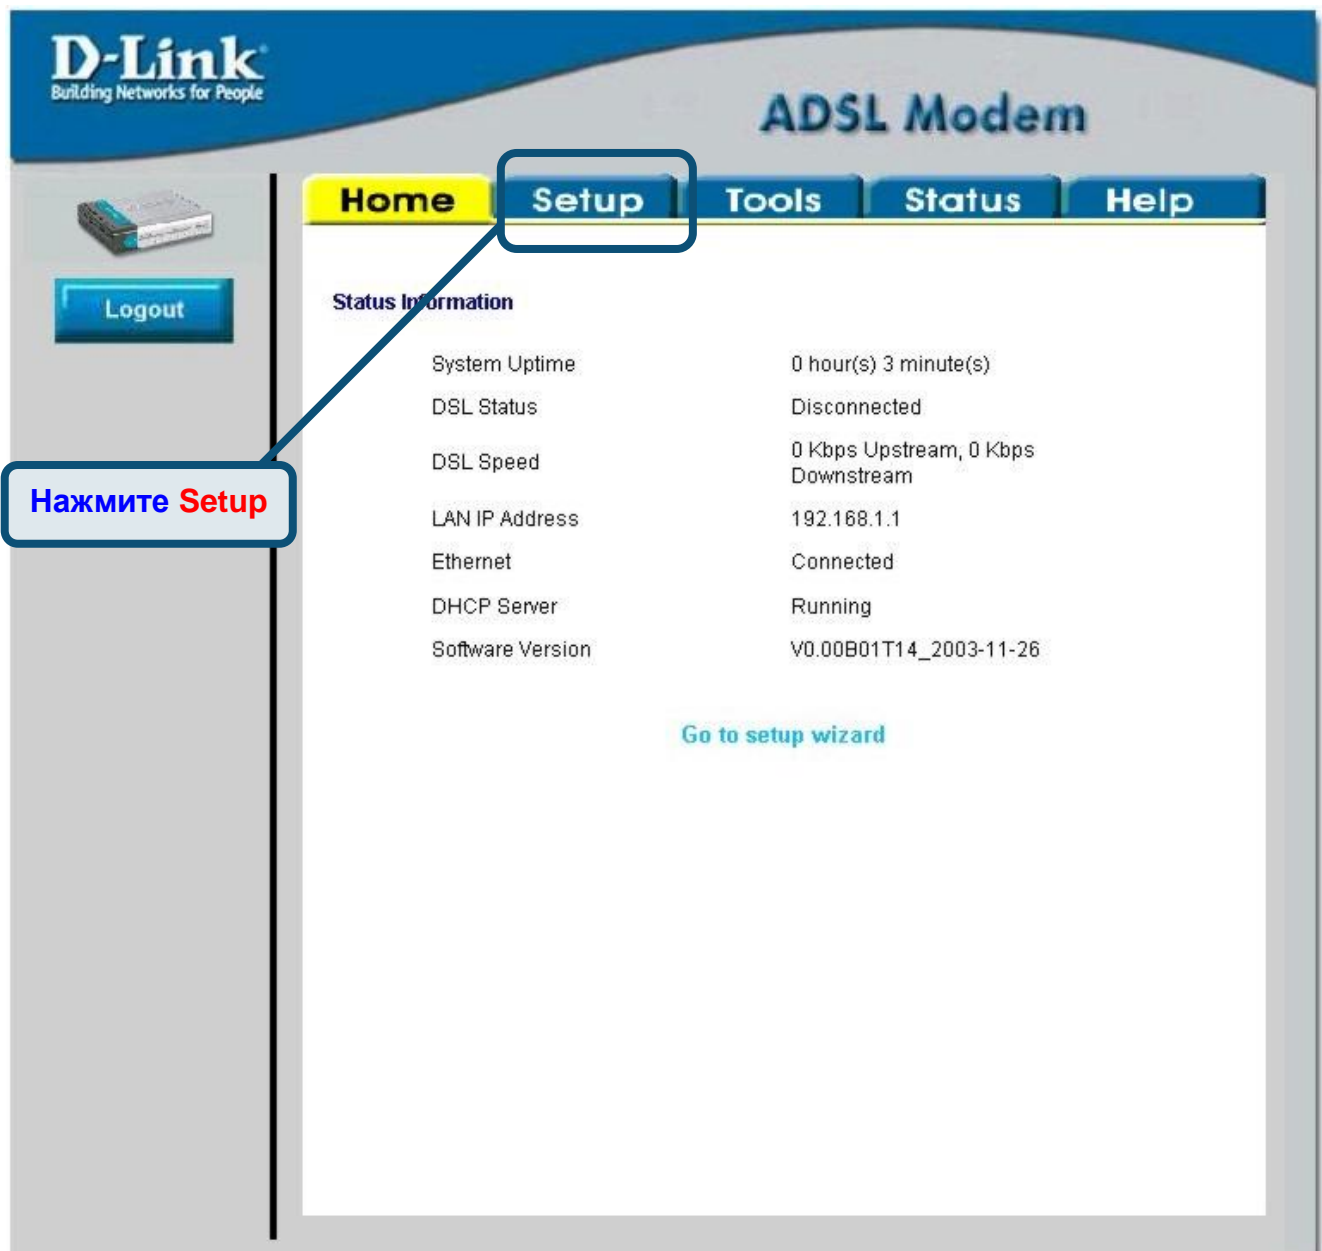 D-Link
Building Networks for People
ADSL Modem
Home Setup Tools Status Help
Logout
Status Information
System Uptime 0 hour(s) 3 minute(s)
DSL Status Disconnected
DSL Speed 0 Kbps Upstream, 0 Kbps
Downstream
Нажмите Setup
LAN IP Address 192.168.1.1
Ethernet Connected
DHCP Server Running
Software Version V0.00B01T14_2003-11-26
Go to setup wizard